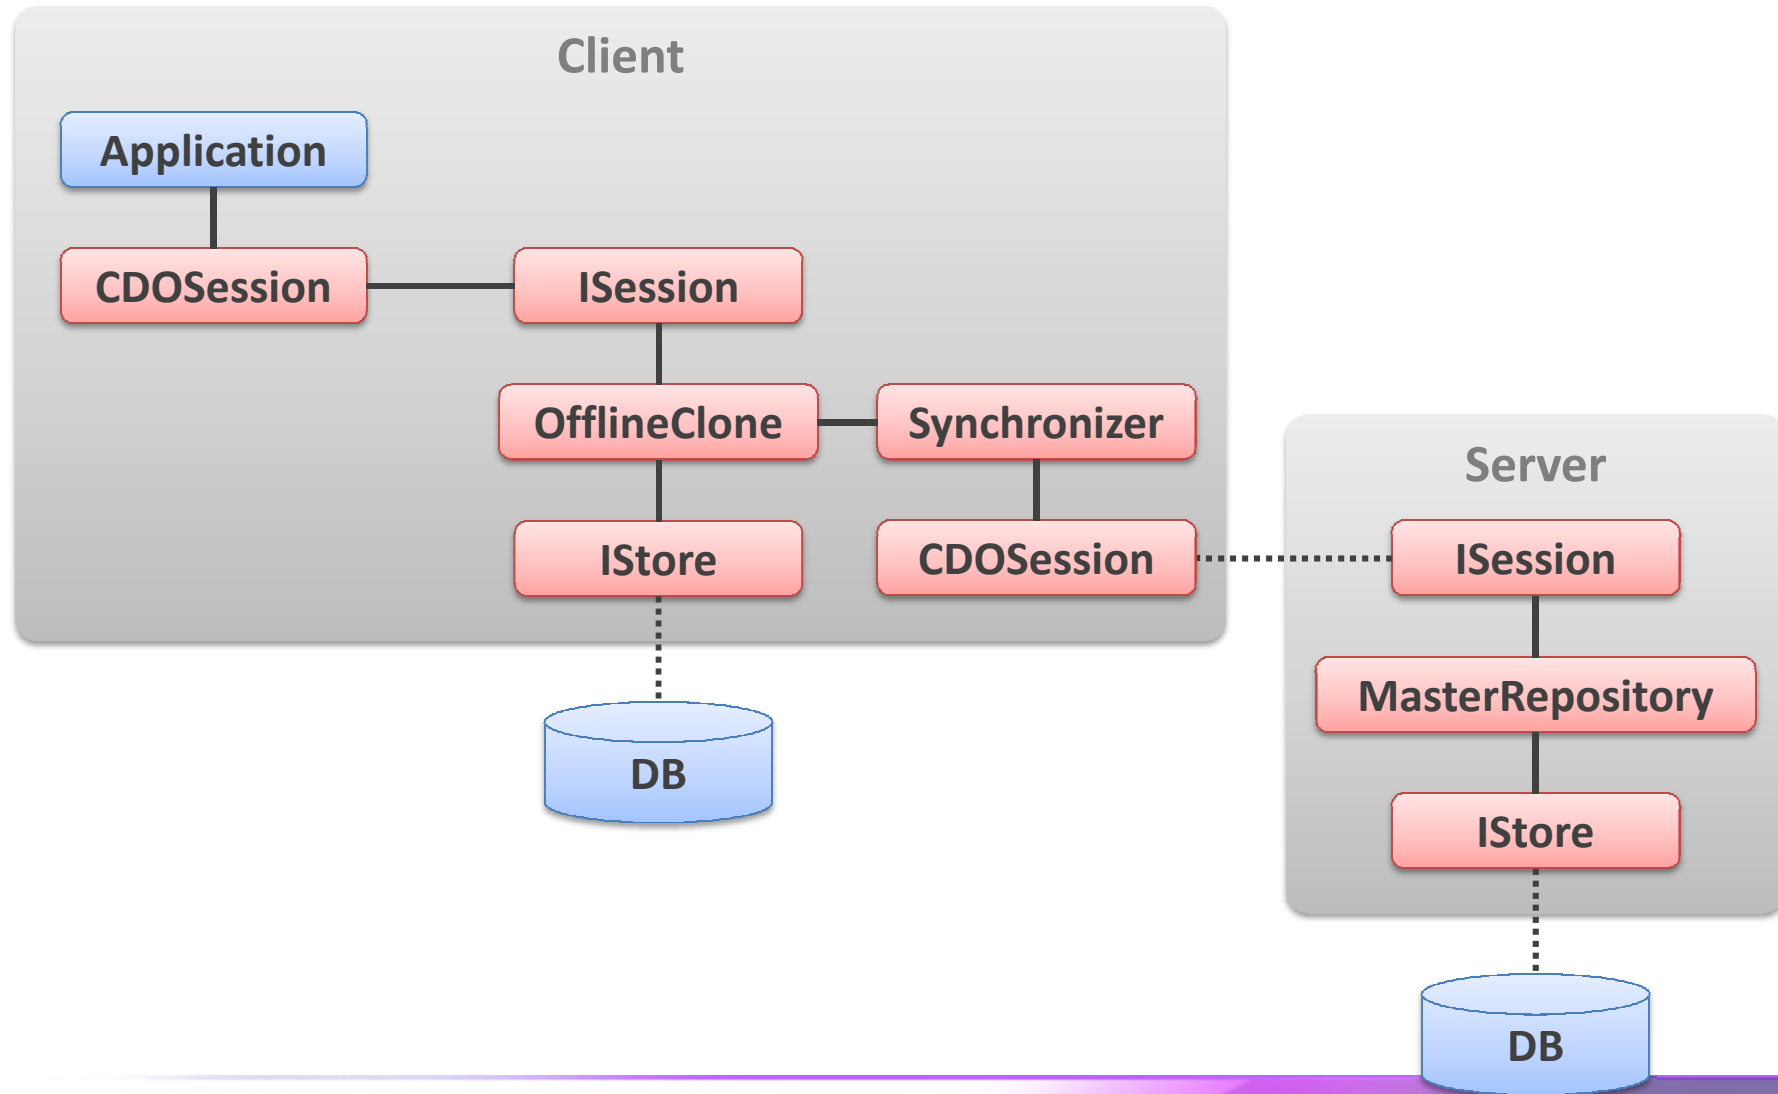 Client
Application
CDOSession
ISession
OfflineClone
Synchronizer
IStore
CDOSession
DB
Server
ISession
MasterRepository
IStore
DB